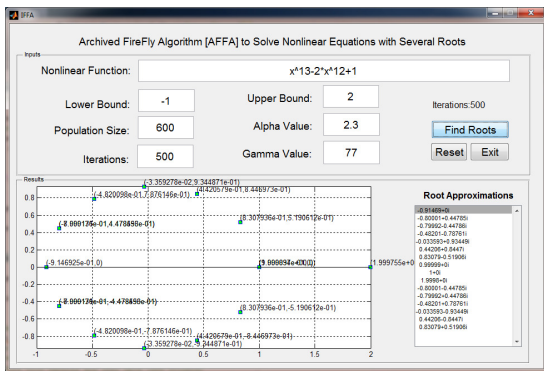 IFFA
Archived FireFly Algorithm [AFFA] to Solve Nonlinear Equations with Several Roots
Inputs
Nonlinear Function: x^13-2*x^12+1
Lower Bound: -1 Upper Bound: 2 Iterations:500
Population Size: 600 Alpha Value: 2.3 Find Roots
Iterations: 500 Gamma Value: 77 Reset Exit
Results
Root Approximations
(-3.359278e-02,9.344871e-01)
(-4.820098e-01,7.876146e-01)
(4.420579e-01,8.446973e-01)
(8.307936e-01,5.190612e-01)
(-9.146925e-01,0)
(1.999755e+00
(8.307936e-01,-5.190612e-01)
(-4.820098e-01,-7.876146e-01)
(4.420679e-01,-8.446973e-01)
(-3.359278e-02,-9.344871e-01)
0.8
0.6
0.4
0.2
0
-0.2
-0.4
-0.6
-0.8
-1 -0.5 0 0.5 1 1.5 2
-0.91469+0i
-0.80001+0.44785i
-0.79992-0.44786i
-0.48201-0.78761i
-0.033593+0.93449i
0.44206-0.8447i
0.83079-0.51906i
0.99999+0i
1+0i
1.9998+0i
-0.80001-0.44785i
-0.79992+0.44786i
-0.48201+0.78761i
-0.033593-0.93449i
0.44206+0.8447i
0.83079+0.51906i